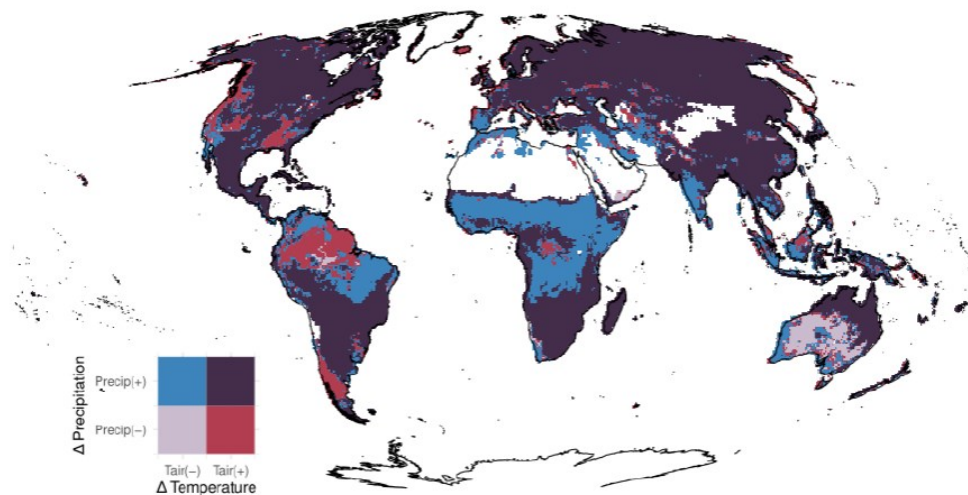 Δ Precipitation
Precip(+)
Precip(−)
Tair(−) Tair(+)
Δ Temperature